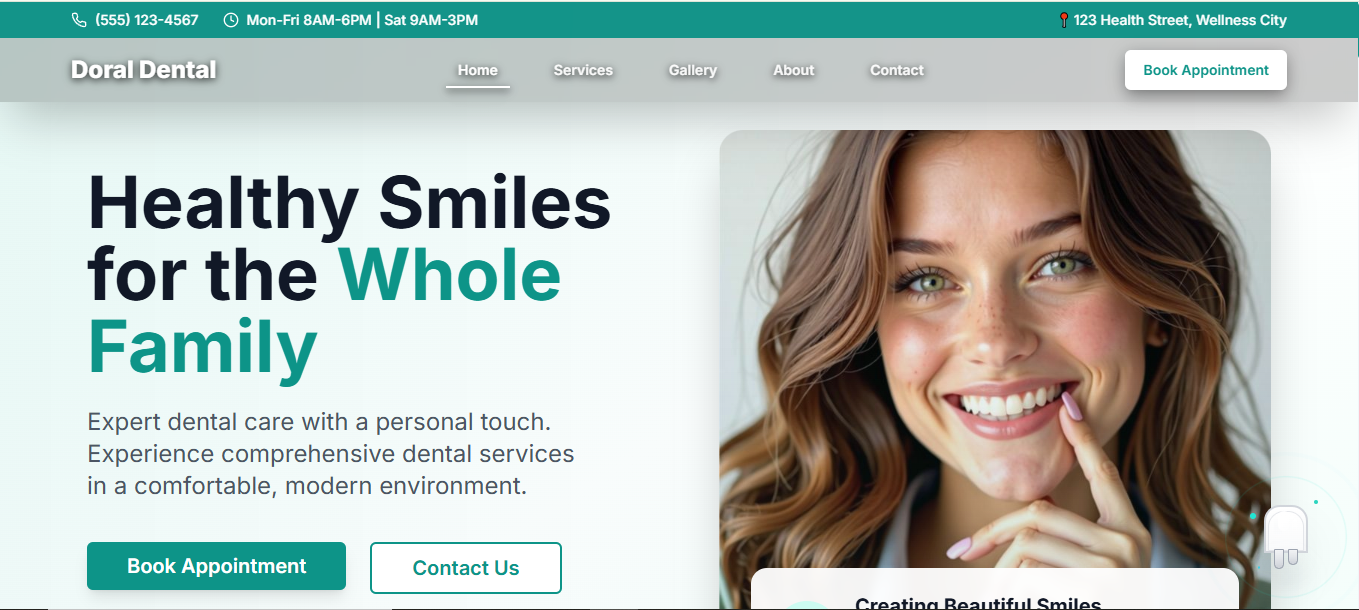 (555) 123-4567 Mon-Fri 8AM-6PM | Sat 9AM-3PM 123 Health Street, Wellness City
Doral Dental Home Services Gallery About Contact Book Appointment
Healthy Smiles
for the Whole
Family
Expert dental care with a personal touch.
Experience comprehensive dental services
in a comfortable, modern environment.
Book Appointment Contact Us
Creating Beautiful Smiles